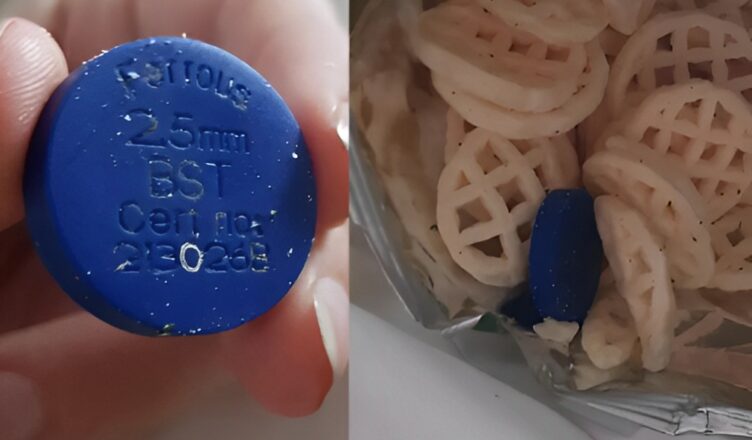 Ferrous
2.5mm
BST
Cert no:
213026B